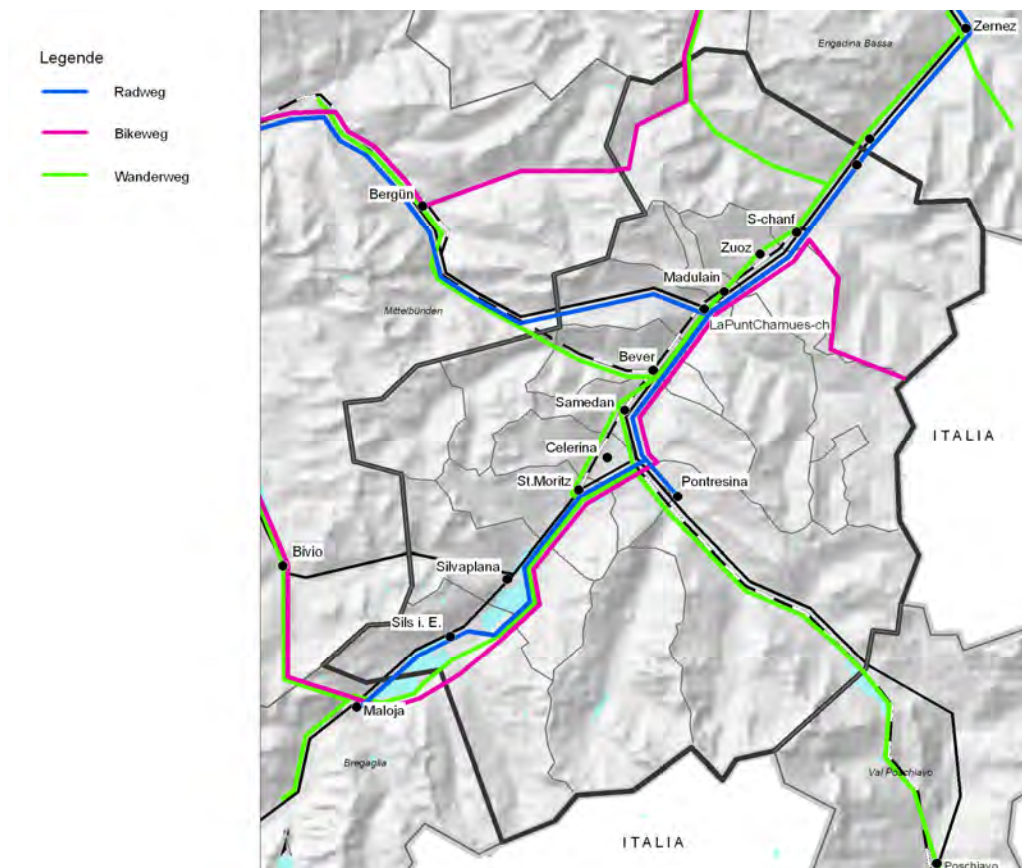 Legende
Radweg
Bikeweg
Wanderweg
Zernez
Engadina Bassa
Bergün
S-chanf
Zuoz
Madulain
Mittelbünden
LaPuntChamues-ch
Bever
Samedan
ITALIA
Celerina
St.Moritz
Pontresina
Bivio
Silvaplana
Sils i. E.
Maloja
Bregaglia
Val Poschiavo
ITALIA
Poschiavo